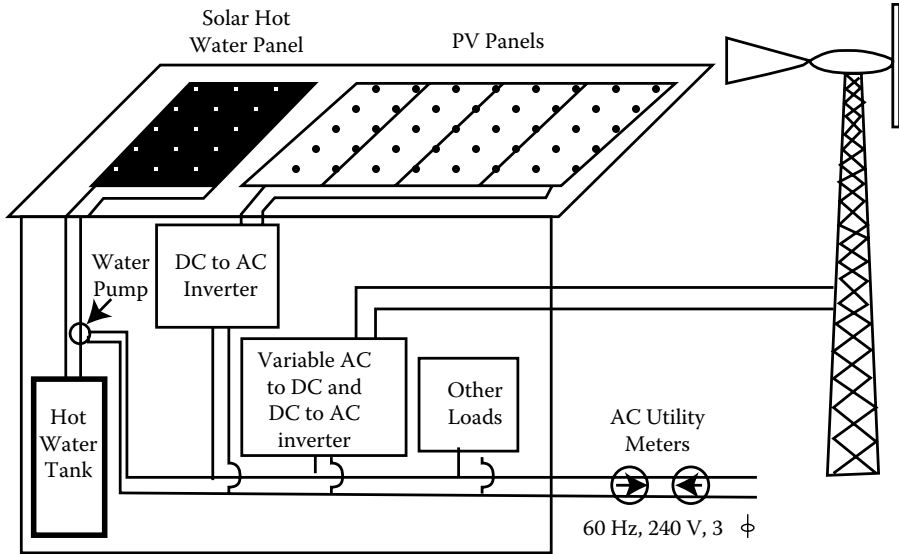 Solar Hot
Water Panel
PV Panels
Water
Pump
DC to AC
Inverter
Variable AC
to DC and
DC to AC
inverter
Other
Loads
Hot
Water
Tank
AC Utility
Meters
60 Hz, 240 V, 3 ϕ